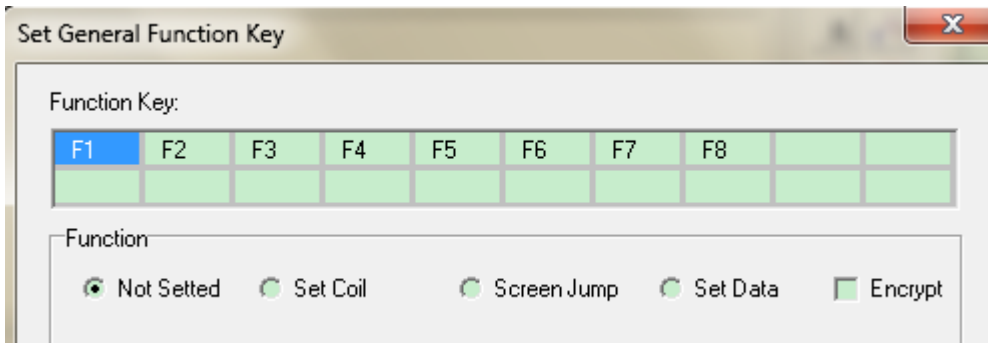 Set General Function Key
Function Key:
F1 F2 F3 F4 F5 F6 F7 F8
Function
Not Setted Set Coil Screen Jump Set Data Encrypt